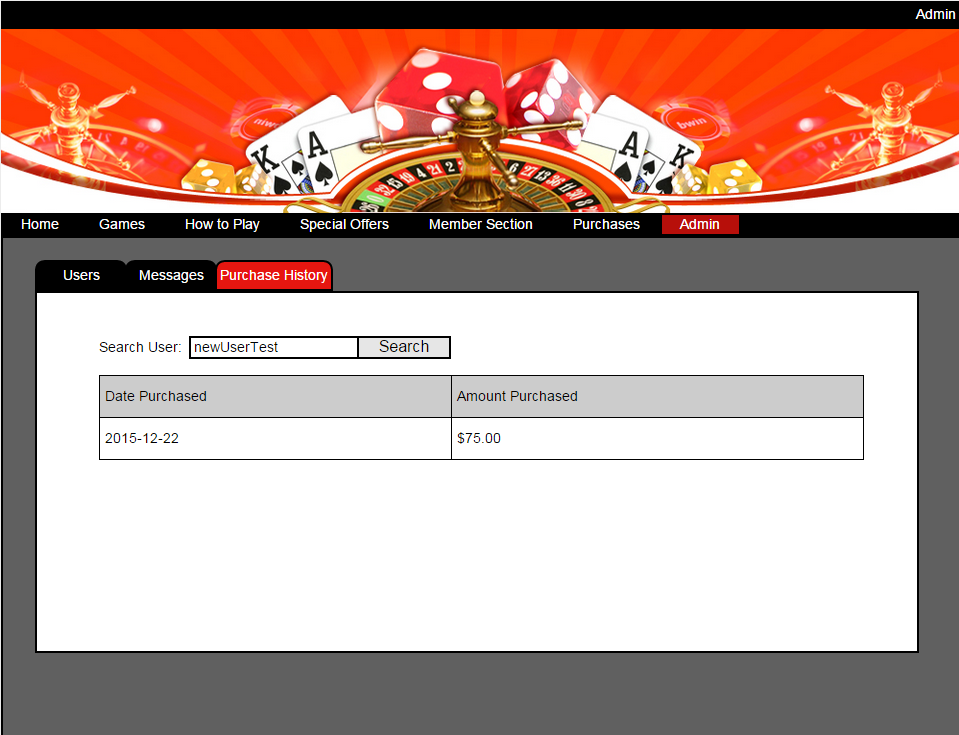 Admin
bwin
K A A K
Home Games How to Play Special Offers Member Section Purchases Admin
Users Messages Purchase History
Search User: newUserTest Search
Date Purchased Amount Purchased
2015-12-22 $75.00